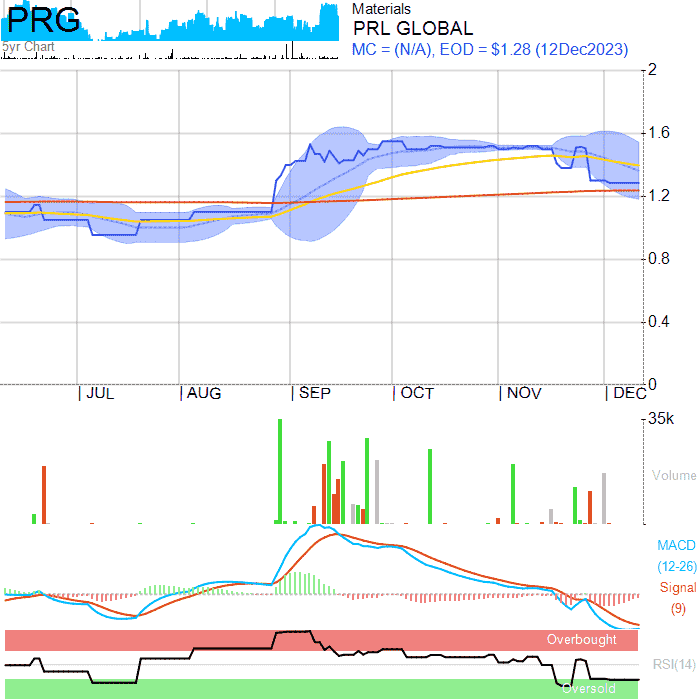 PRG
5yr Chart
Materials
PRL GLOBAL
MC = (N/A), EOD = $1.28 (12Dec2023)
2
1.6
1.2
0.8
0.4
0
JUL AUG SEP OCT NOV DEC
35k
Volume
MACD
(12-26)
Signal
(9)
Overbought
RSI(14)
Oversold